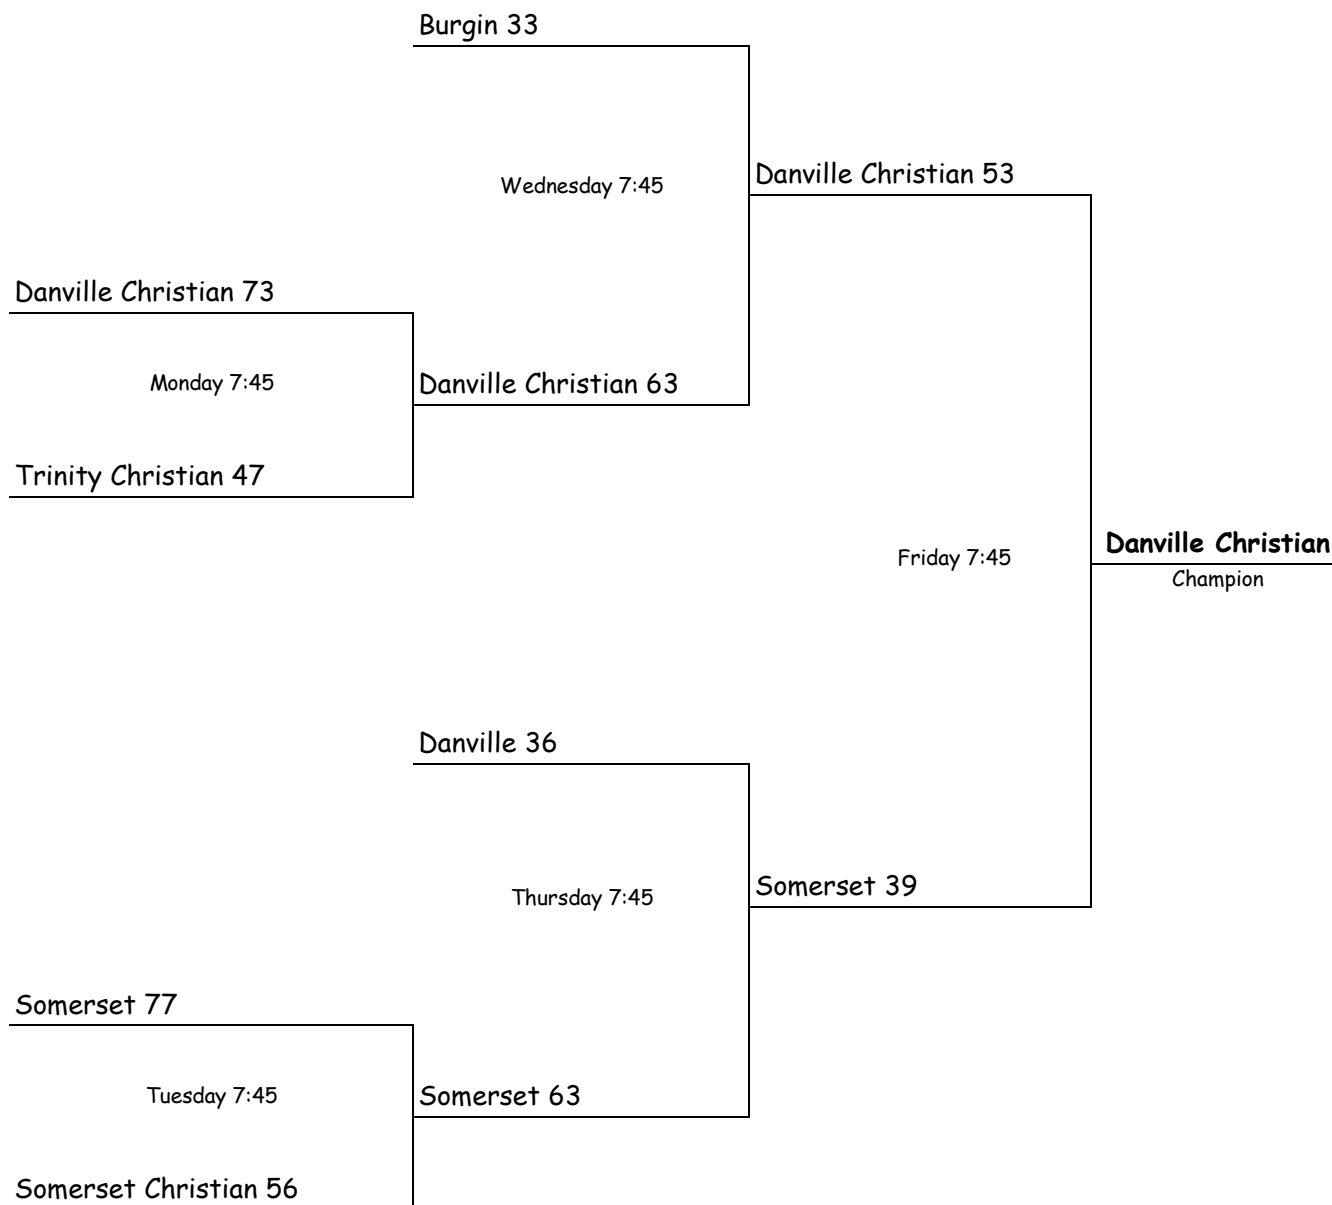 Burgin 33
Wednesday 7:45
Danville Christian 53
Danville Christian 73
Monday 7:45
Danville Christian 63
Trinity Christian 47
Friday 7:45
Danville Christian
Champion
Danville 36
Thursday 7:45
Somerset 39
Somerset 77
Tuesday 7:45
Somerset 63
Somerset Christian 56